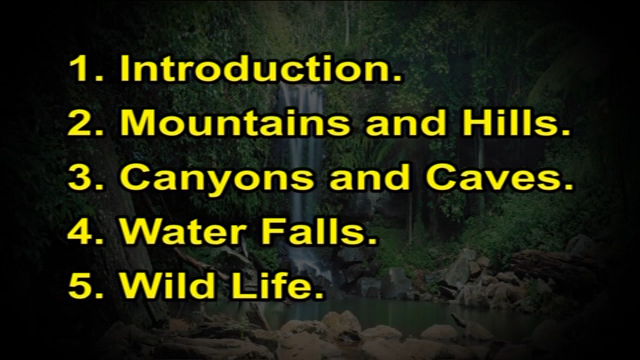 1. Introduction.
2. Mountains and Hills.
3. Canyons and Caves.
4. Water Falls.
5. Wild Life.